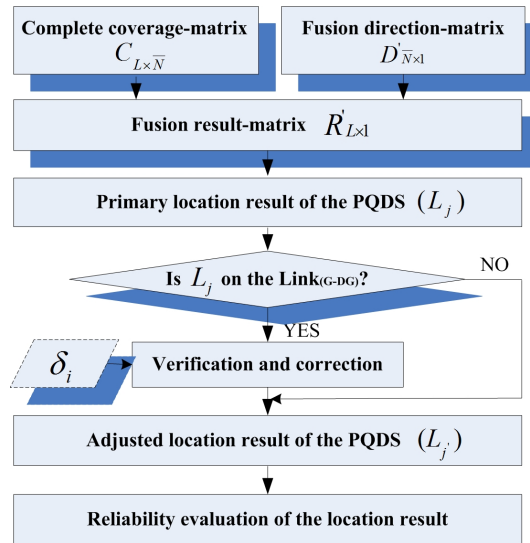 Complete coverage-matrix
C L×N̅
Fusion direction-matrix
D' N̅×1
Fusion result-matrix R' L×1
Primary location result of the PQDS (L_j)
Is L_j on the Link(G-DG)?
NO
YES
δ_i
Verification and correction
Adjusted location result of the PQDS (L_j')
Reliability evaluation of the location result